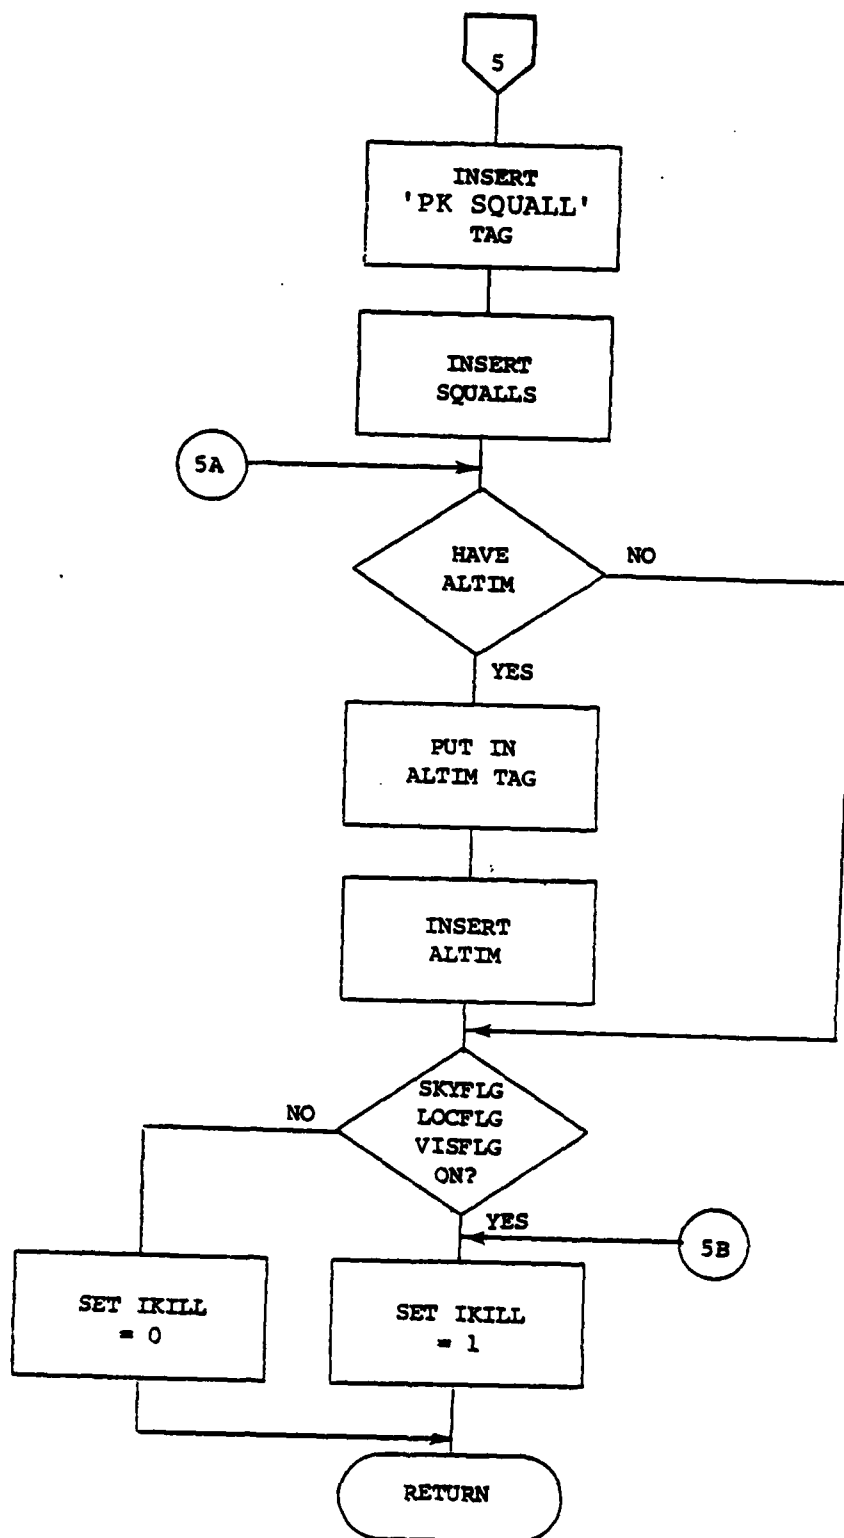 5
INSERT
'PK SQUALL'
TAG
INSERT
SQUALLS
5A
HAVE
ALTIM
NO
YES
PUT IN
ALTIM TAG
INSERT
ALTIM
SKYFLG
LOCFLG
VISFLG
ON?
NO
YES
5B
SET IKILL
= 0
SET IKILL
= 1
RETURN